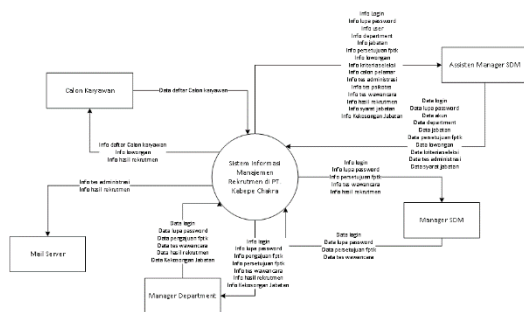 Info Login
Info lupa password
Info user
Info department
Info jabatan
Info persetujuan fptk
Info lowongan
Info kriteria seleksi
Info calon pelamar
Info tes administrasi
Info tes psikotes
Info tes wawancara
Info hasil rekrutmen
Info syarat jabatan
Info Kekosongan Jabatan
Assisten Manager SDM
Calon Karyawan
Data daftar Calon karyawan
Data login
Data lupa password
Data akun
Data department
Data jabatan
Data persetujuan fptk
Data lowongan
Data kriteria seleksi
Data tes administrasi
Data syarat jabatan
Info daftar Calon karyawan
Info lowongan
Info hasil rekrutmen
Sistem Informasi
Manajemen
Rekrutmen di PT.
Kabepe Chakra
Info login
Info lupa password
Info persetujuan fptk
Info tes wawancara
Info hasil rekrutmen
Info tes administrasi
Info hasil rekrutmen
Manager SDM
Mail Server
Data login
Data lupa password
Data pengajuan fptk
Data tes wawancara
Data hasil rekrutmen
Data Kekosongan Jabatan
Info login
Info lupa password
Info pengajuan fptk
Info persetujuan fptk
Info tes wawancara
Info hasil rekrutmen
Info Kekosongan Jabatan
Data login
Data lupa password
Data persetujuan fptk
Data tes wawancara
Manager Department